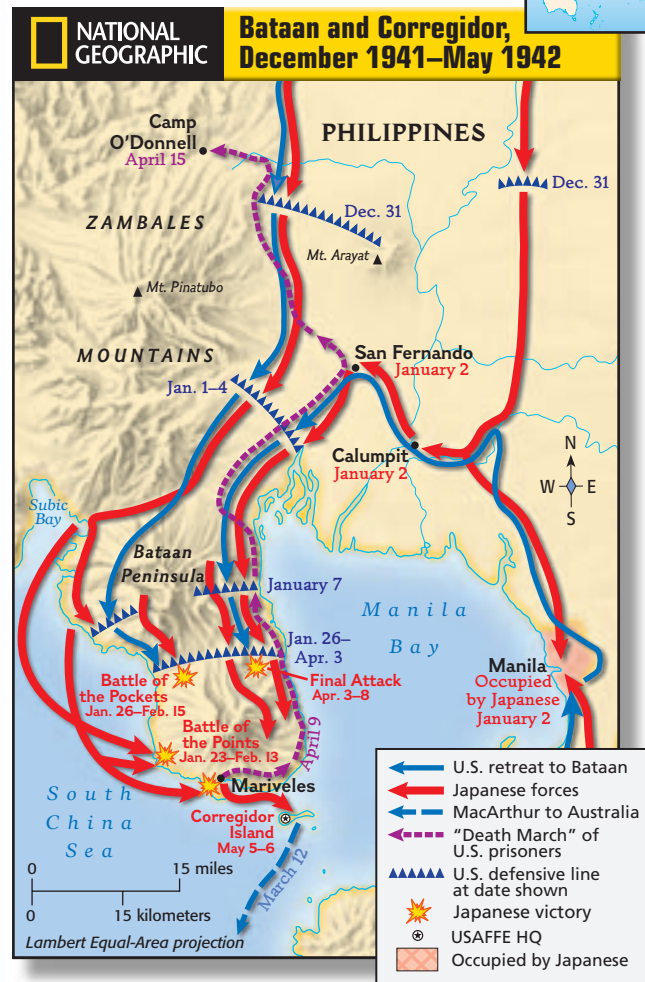 NATIONAL
GEOGRAPHIC
Bataan and Corregidor,
December 1941–May 1942
Camp
O'Donnell
April 15
PHILIPPINES
Dec. 31
Dec. 31
ZAMBALES
Mt. Arayat
Mt. Pinatubo
MOUNTAINS
San Fernando
January 2
Jan. 1–4
Calumpit
January 2
N
W E
S
Subic
Bay
Bataan
Peninsula
January 7
Manila
Bay
Jan. 26–
Apr. 3
Manila
Occupied
by Japanese
January 2
Battle of
the Pockets
Jan. 26–Feb. 15
Final Attack
Apr. 3–8
Battle of
the Points
Jan. 23–Feb. 13
April 9
Mariveles
South
China
Sea
Corregidor
Island
May 5–6
March 12
0 15 miles
0 15 kilometers
Lambert Equal-Area projection
U.S. retreat to Bataan
Japanese forces
MacArthur to Australia
"Death March" of
U.S. prisoners
U.S. defensive line
at date shown
Japanese victory
USAFFE HQ
Occupied by Japanese